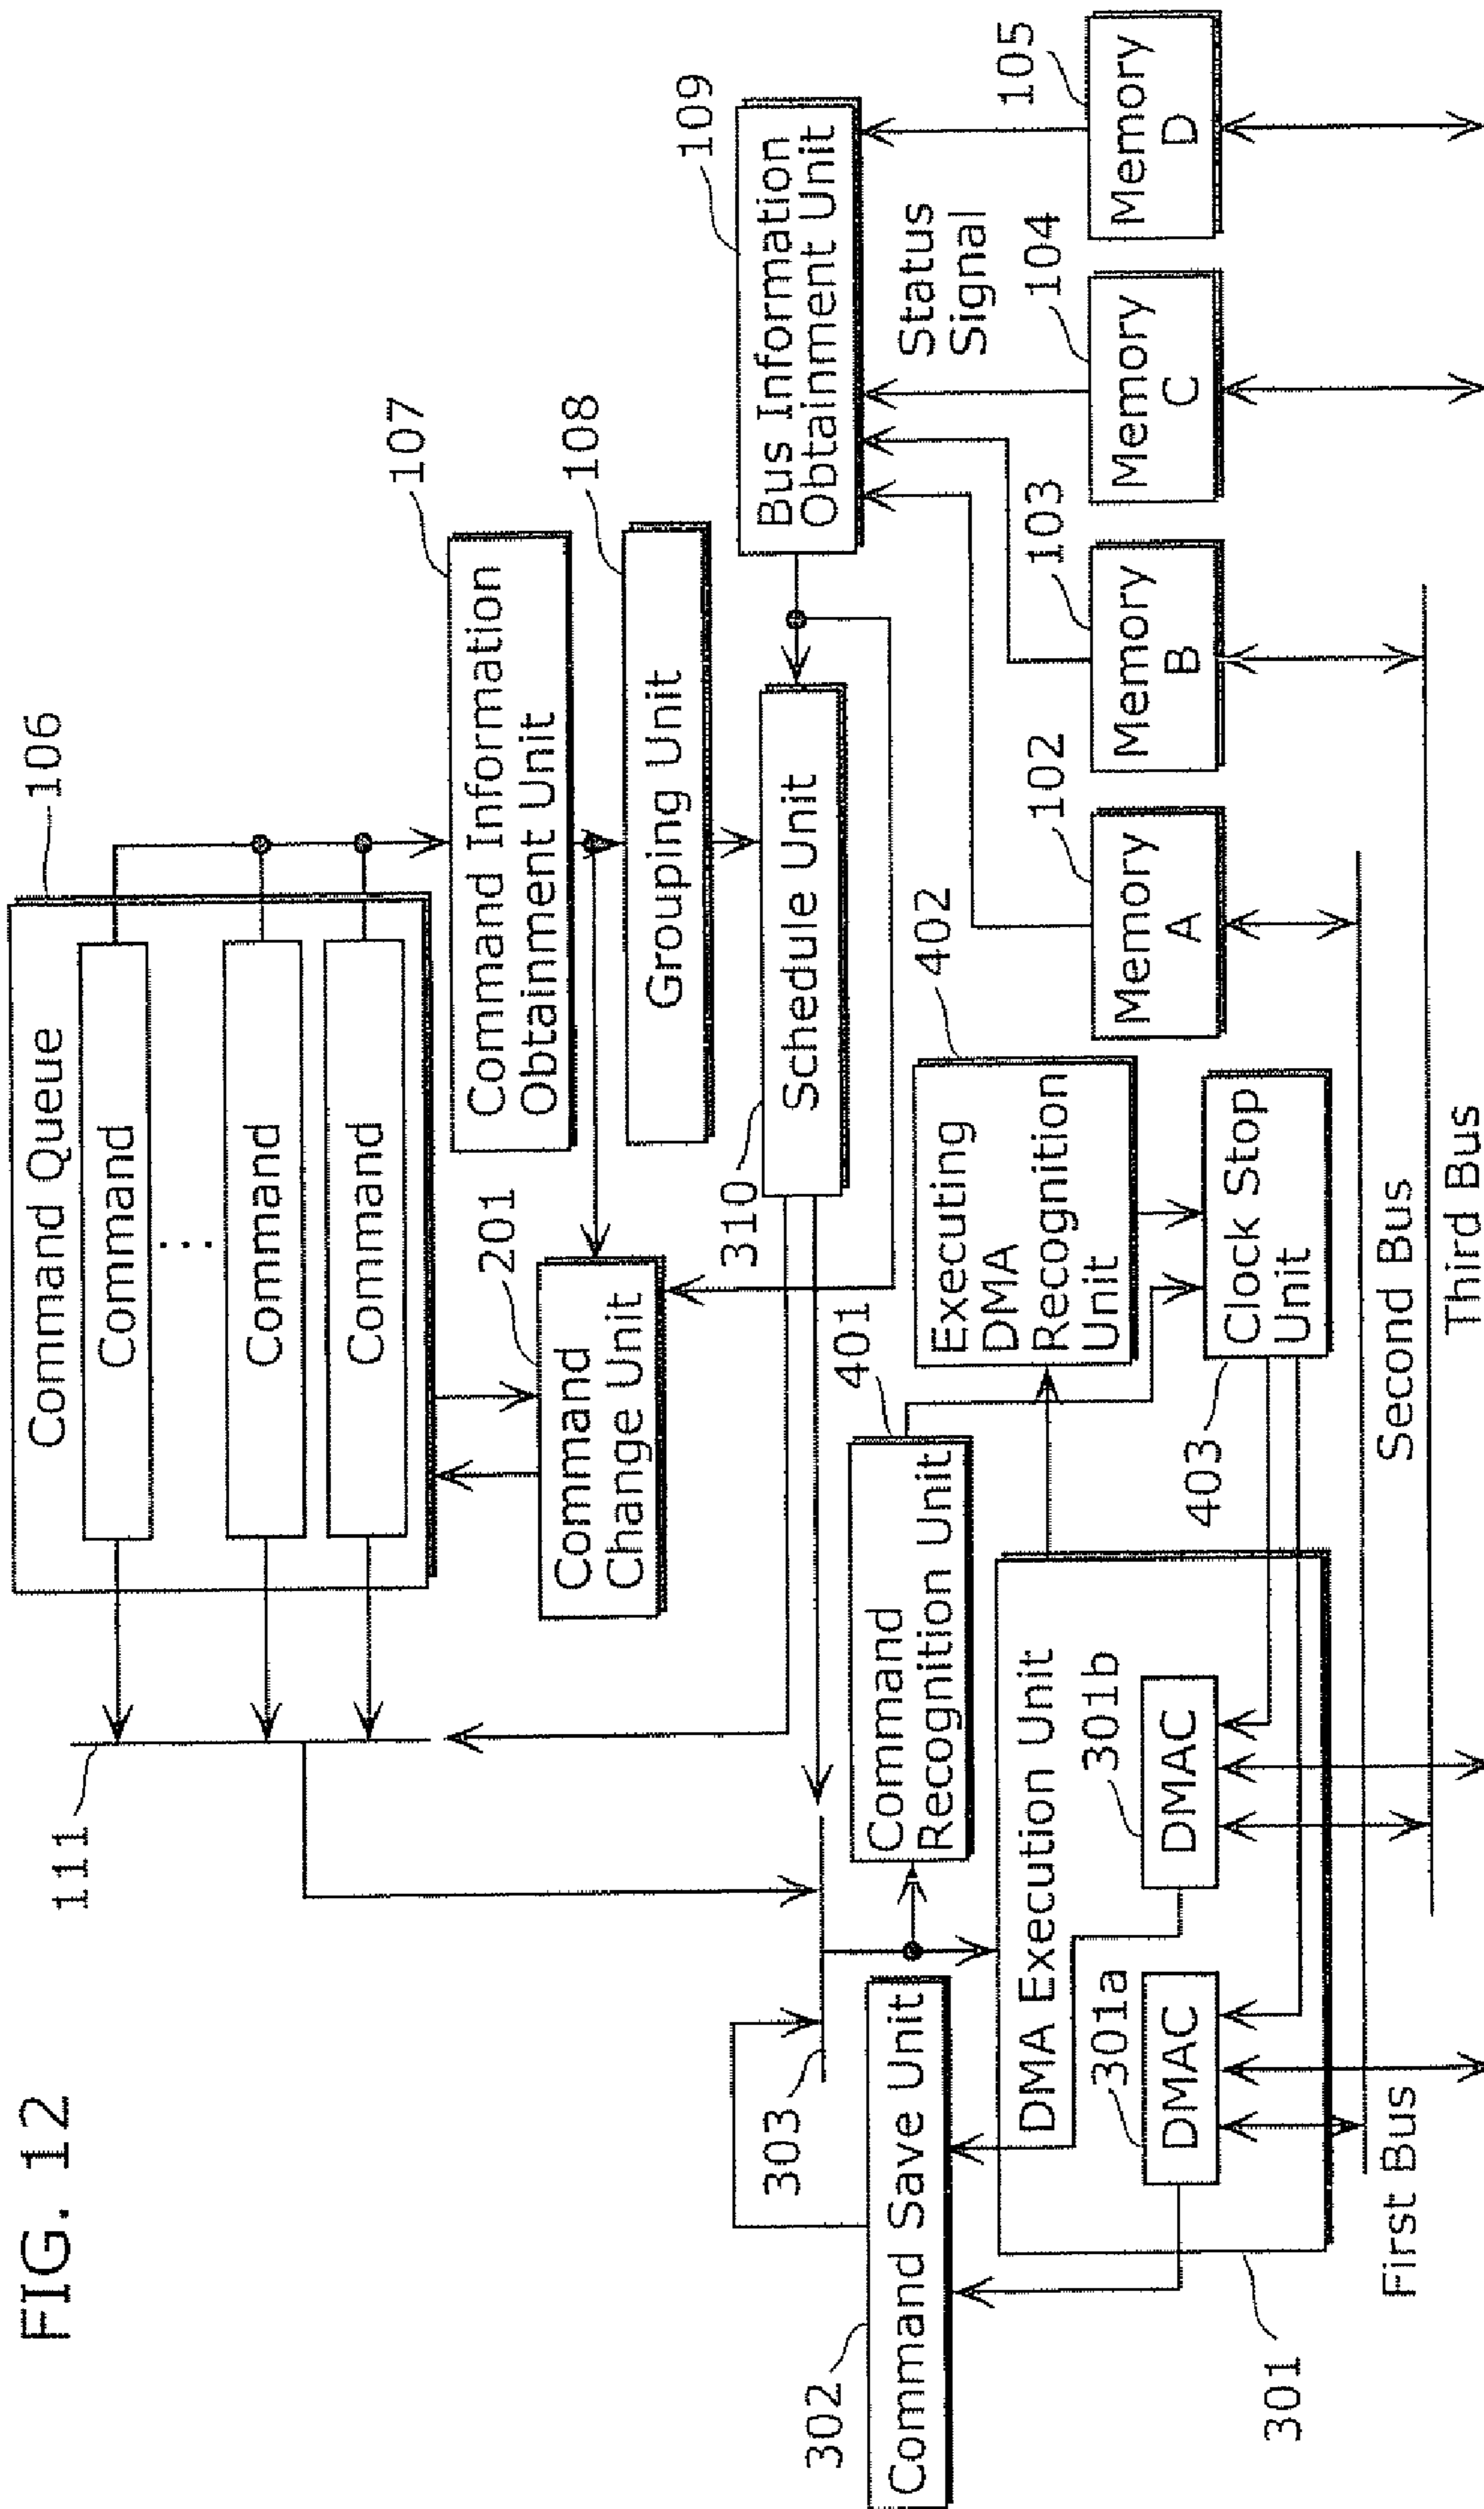 FIG. 12
106
Command Queue
Command
...
Command
Command
111
107
Command Information
Obtainment Unit
201
Command
Change Unit
108
Grouping Unit
109
Bus Information
Obtainment Unit
310
Schedule Unit
303
302
Command Save Unit
401
Command
Recognition Unit
402
Executing
DMA
Recognition
Unit
Status
Signal
301
DMA Execution Unit
301a
DMAC
301b
DMAC
403
Clock Stop
Unit
102
Memory
A
103
Memory
B
104
Memory
C
105
Memory
D
First Bus
Second Bus
Third Bus